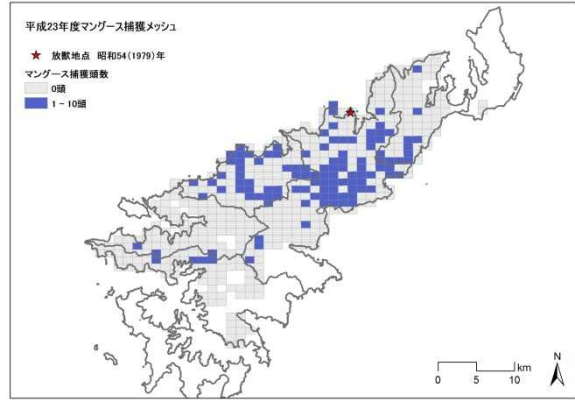 平成23年度マングース捕獲メッシュ
放獣地点 昭和54(1979)年
マングース捕獲頭数
0頭
1 - 10頭
N
km
0 5 10